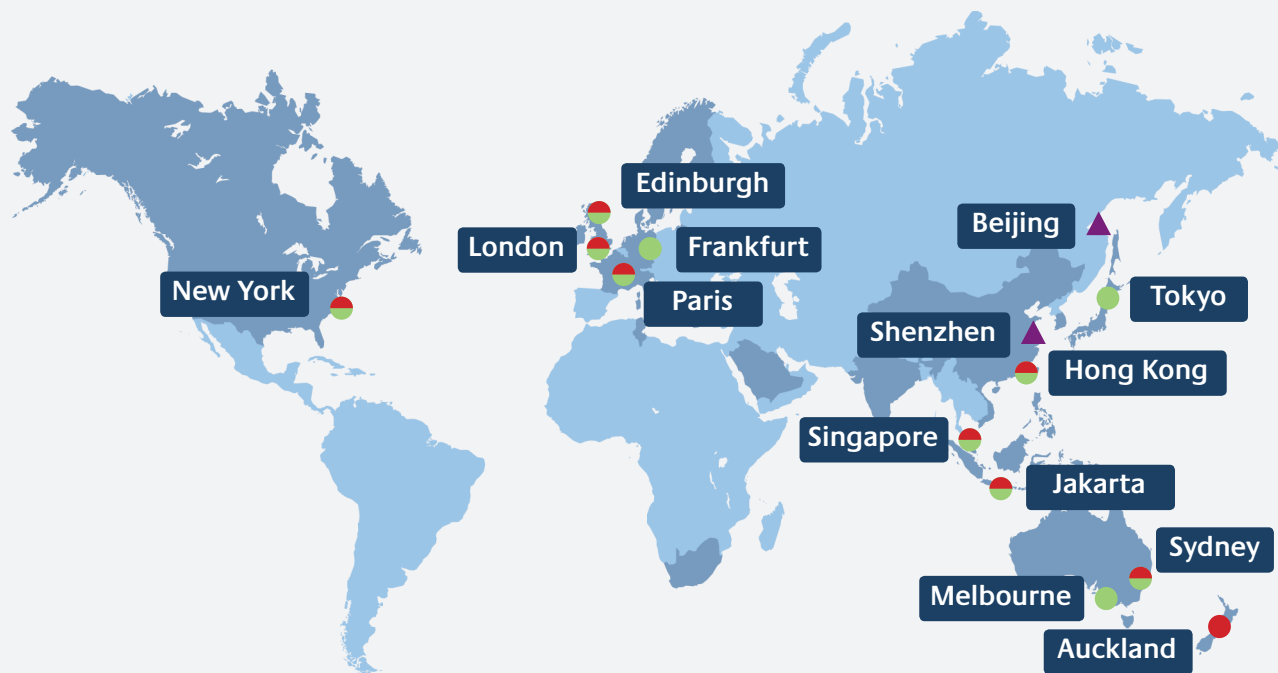 Edinburgh
London
Frankfurt
Beijing
New York
Paris
Tokyo
Shenzhen
Hong Kong
Singapore
Jakarta
Sydney
Melbourne
Auckland